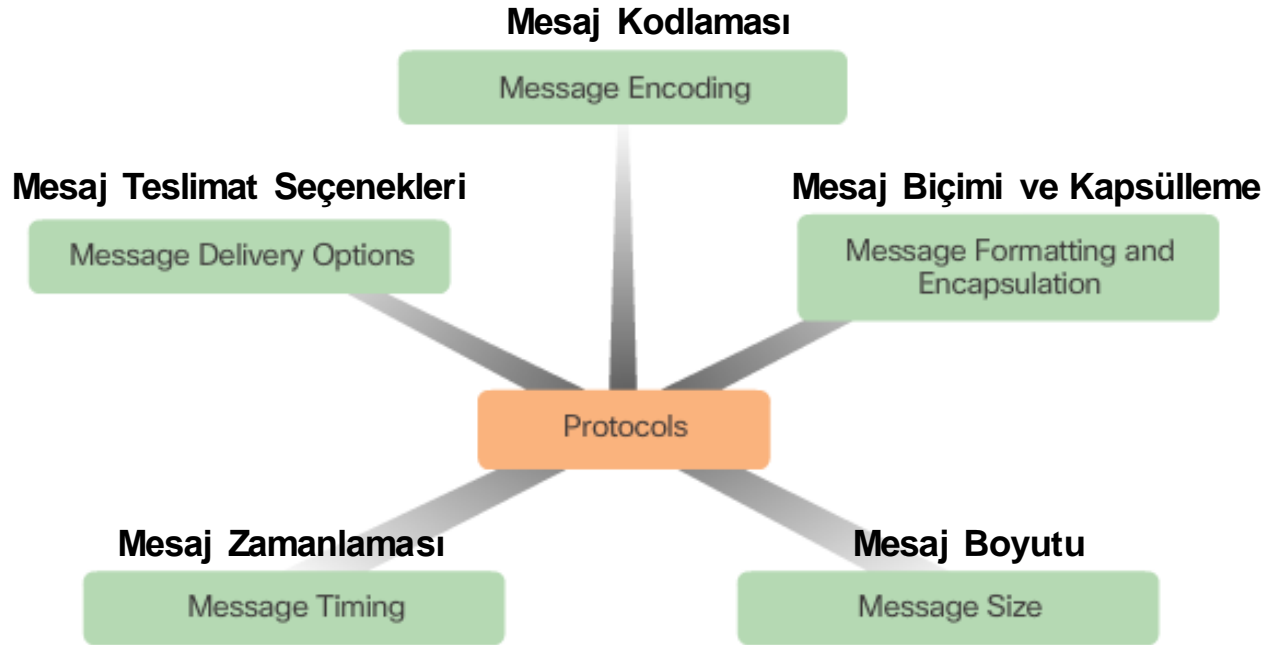 Mesaj Kodlaması
Message Encoding
Mesaj Teslimat Seçenekleri
Message Delivery Options
Mesaj Biçimi ve Kapsülleme
Message Formatting and
Encapsulation
Protocols
Mesaj Zamanlaması
Message Timing
Mesaj Boyutu
Message Size